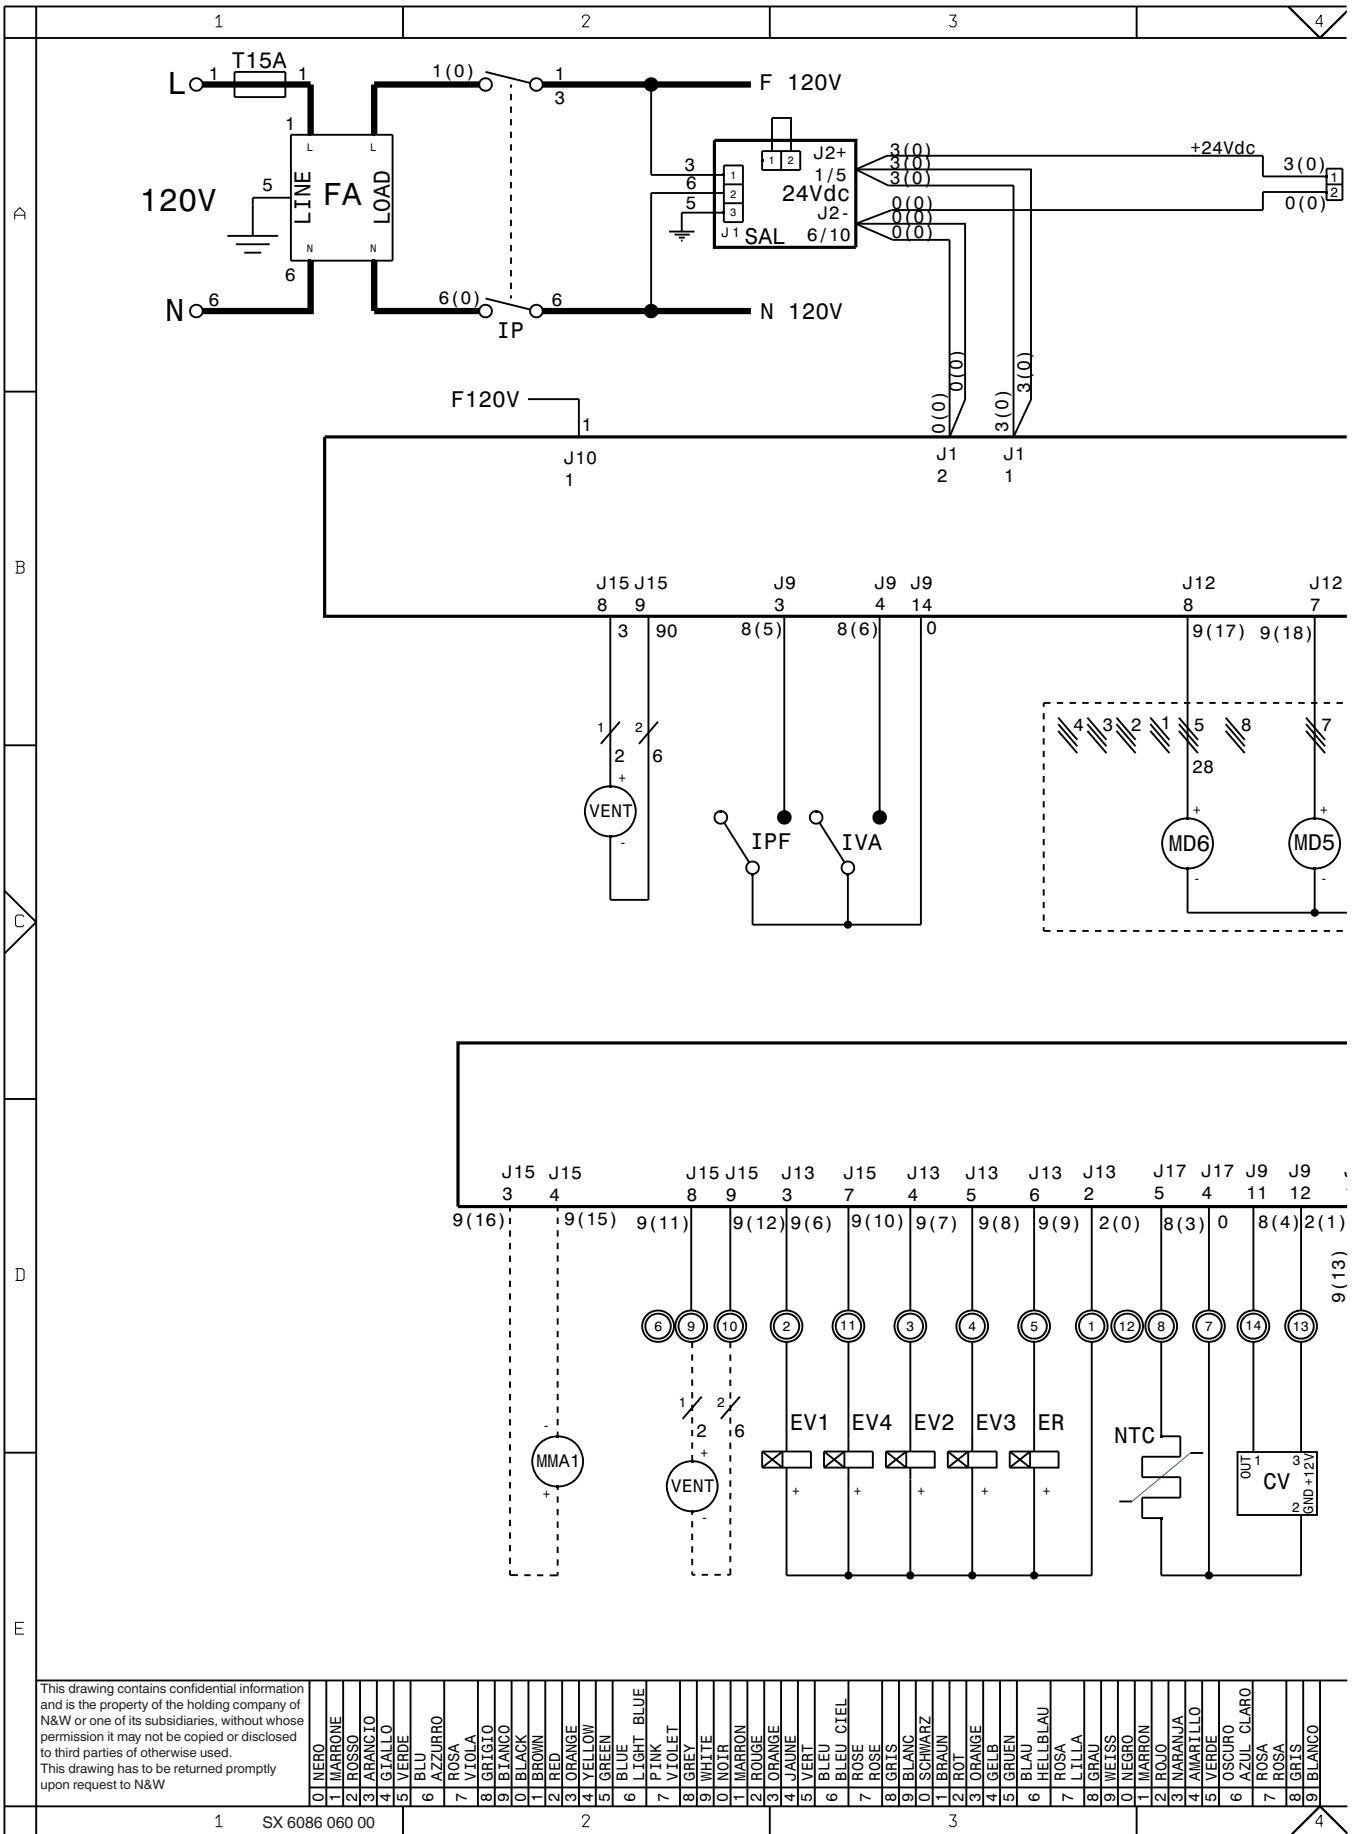 1 2 3 4
A
B
C
D
E
L 1 T15A 1
1(0) 1 3
F 120V
120V
1 L L
5 LINE FA LOAD
N N
6
N 6
6(0) 6
IP
N 120V
3 6 5
1 2
1 2 3
J1 SAL
J2+
1/5
24Vdc
J2-
6/10
3(0)
3(0)
3(0)
0(0)
0(0)
0(0)
+24Vdc
3(0) 1
0(0) 2
0(0) 0(0) 3(0) 3(0)
F120V
1
J10 J1 J1
1 2 1
J15 J15 J9 J9 J9 J12 J12
8 9 3 4 14 8 7
3 90 8(5) 8(6) 0 9(17) 9(18)
1 2
2 6
4 3 2 1 5 8 7
28
+ + +
VENT IPF IVA MD6 MD5
- - -
J15 J15 J15 J15 J13 J15 J13 J13 J13 J13 J17 J17 J9 J9
3 4 8 9 3 7 4 5 6 2 5 4 11 12
9(16) 9(15) 9(11) 9(12) 9(6) 9(10) 9(7) 9(8) 9(9) 2(0) 8(3) 0 8(4) 2(1)
9(13)
6 9 10 2 11 3 4 5 1 12 8 7 14 13
1 2
2 6
EV1 EV4 EV2 EV3 ER NTC
- +
MMA1 VENT
+ -
+ + + + +
OUT 1 3 +12V
CV
2 GND
This drawing contains confidential information
and is the property of the holding company of
N&W or one of its subsidiaries, without whose
permission it may not be copied or disclosed
to third parties of otherwise used.
This drawing has to be returned promptly
upon request to N&W
0 NERO
1 MARRONE
2 ROSSO
3 ARANCIO
4 GIALLO
5 VERDE
6 BLU
AZZURRO
7 ROSA
VIOLA
8 GRIGIO
9 BIANCO
0 BLACK
1 BROWN
2 RED
3 ORANGE
4 YELLOW
5 GREEN
6 BLUE
LIGHT BLUE
7 PINK
VIOLET
8 GREY
9 WHITE
0 NOIR
1 MARRON
2 ROUGE
3 ORANGE
4 JAUNE
5 VERT
6 BLEU
BLEU CIEL
7 ROSE
ROSE
8 GRIS
9 BLANC
0 SCHWARZ
1 BRAUN
2 ROT
3 ORANGE
4 GELB
5 GRUEN
6 BLAU
HELLBLAU
7 ROSA
LILLA
8 GRAU
9 WEISS
0 NEGRO
1 MARRON
2 ROJO
3 NARANJA
4 AMARILLO
5 VERDE
6 OSCURO
AZUL CLARO
7 ROSA
ROSA
8 GRIS
9 BLANCO
1 SX 6086 060 00 2 3 4